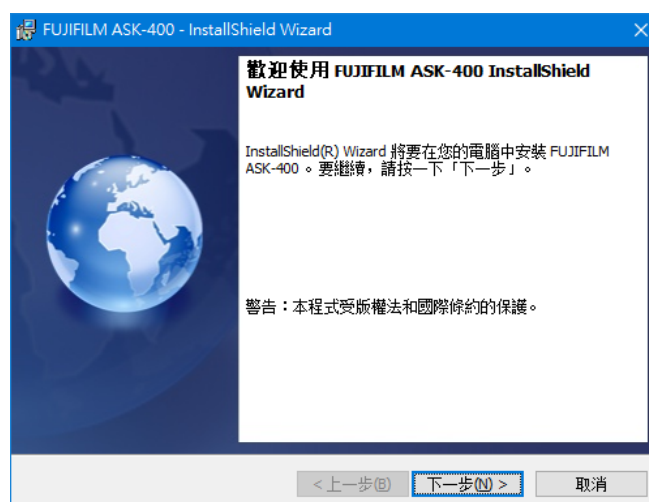 FUJIFILM ASK-400 - InstallShield Wizard
歡迎使用 FUJIFILM ASK-400 InstallShield
Wizard
InstallShield(R) Wizard 將要在您的電腦中安裝 FUJIFILM
ASK-400 。要繼續，請按一下「下一步」。
警告：本程式受版權法和國際條約的保護。
<上一步(B) 下一步(N) > 取消